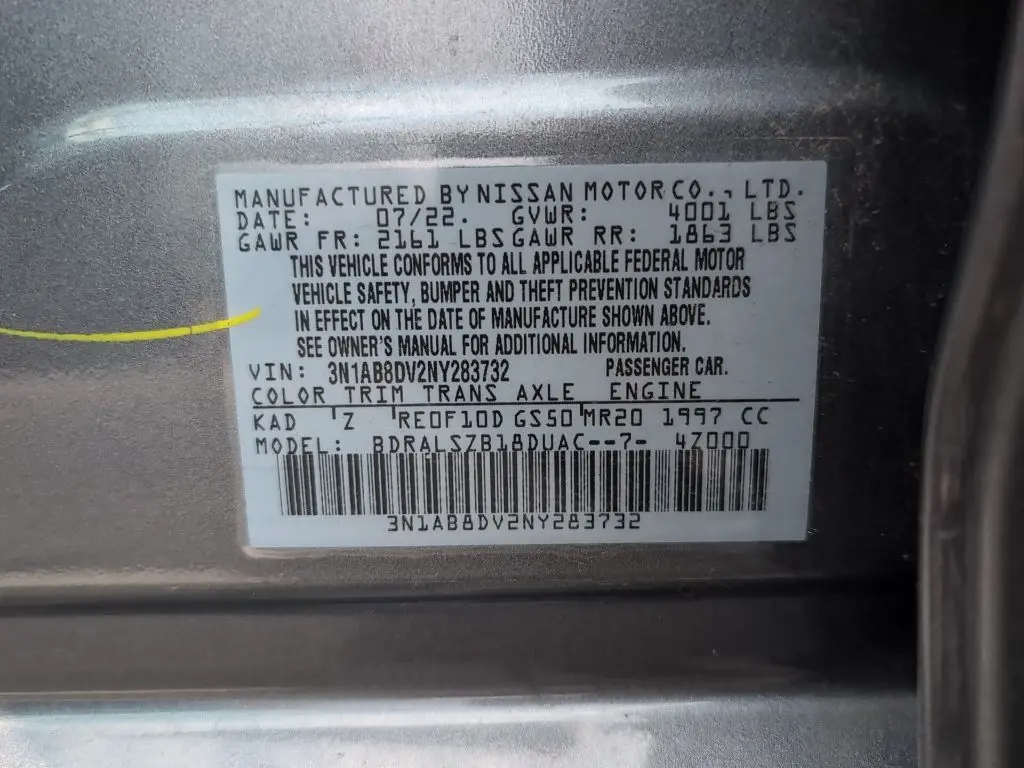 MANUFACTURED BY NISSAN MOTOR CO., LTD.
DATE: 07/22. GVWR: 4001 LBS
GAWR FR: 2161 LBS GAWR RR: 1863 LBS
THIS VEHICLE CONFORMS TO ALL APPLICABLE FEDERAL MOTOR
VEHICLE SAFETY, BUMPER AND THEFT PREVENTION STANDARDS
IN EFFECT ON THE DATE OF MANUFACTURE SHOWN ABOVE.
SEE OWNER'S MANUAL FOR ADDITIONAL INFORMATION.
VIN: 3N1AB8DV2NY283732 PASSENGER CAR.
COLOR TRIM TRANS AXLE ENGINE
KAD Z RE0F10D GS50 MR20 1997 CC
MODEL: BDRALSZB18DUAC--7- 4Z000
3N1AB8DV2NY283732